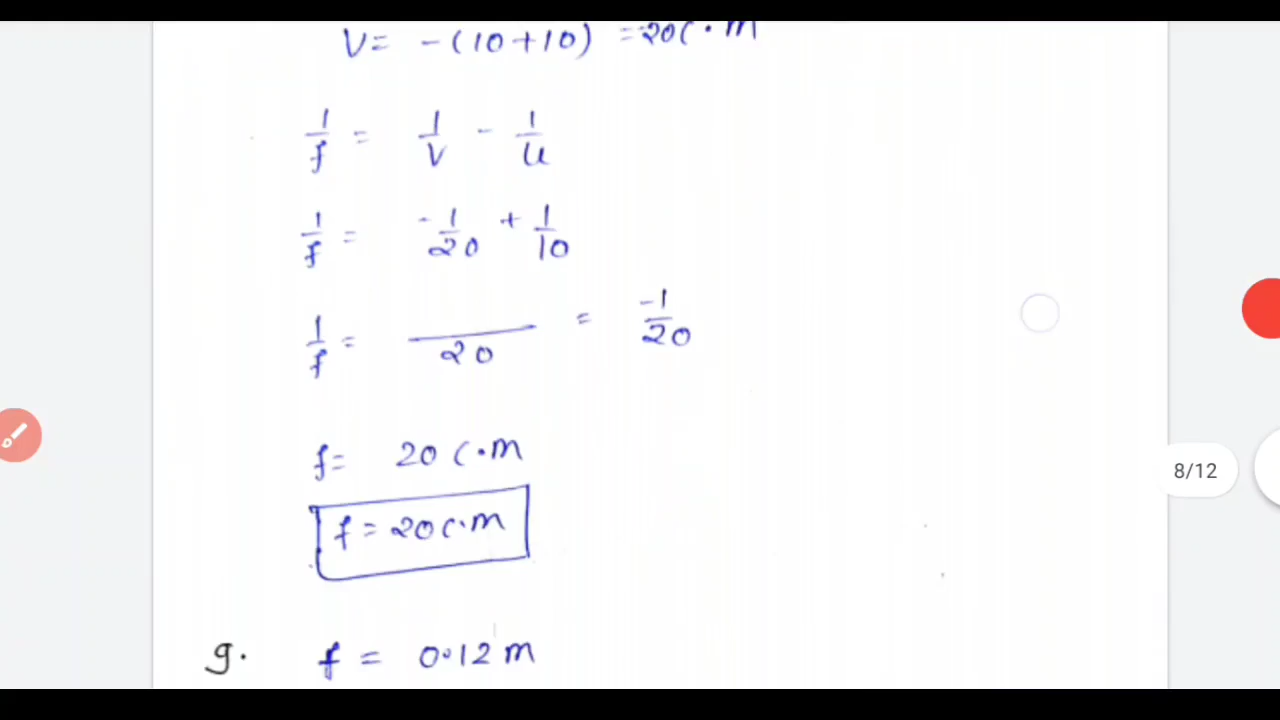 V = -(10+10) = -20 C.m
1/f = 1/v - 1/u
1/f = -1/20 + 1/10
1/f = /20 = -1/20
f = 20 C.m
f = 20 C.m
8/12
9. f = 0.12 m